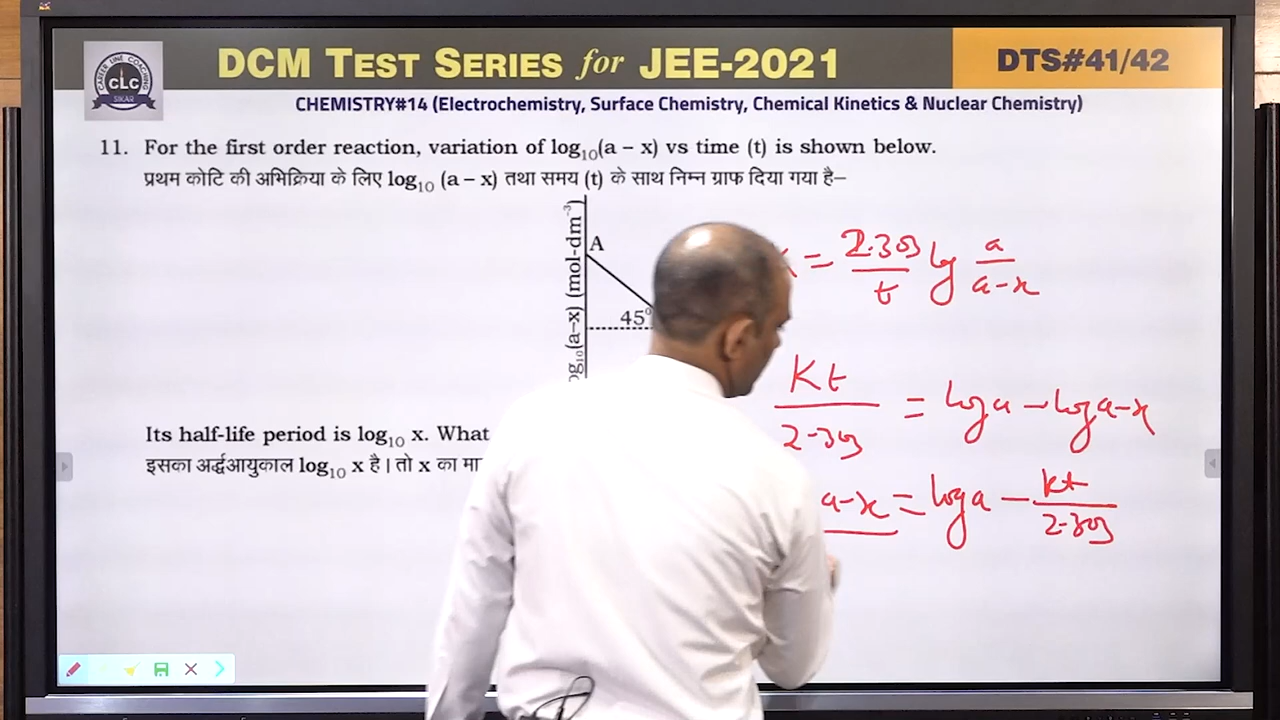 DCM TEST SERIES for JEE-2021
DTS#41/42
CAREER LINE COACHING
CLC
SIKAR
CHEMISTRY#14 (Electrochemistry, Surface Chemistry, Chemical Kinetics & Nuclear Chemistry)
11. For the first order reaction, variation of log₁₀(a – x) vs time (t) is shown below.
प्रथम कोटि की अभिक्रिया के लिए log₁₀ (a – x) तथा समय (t) के साथ निम्न ग्राफ दिया गया है–
og₁₀(a–x) (mol-dm⁻³)
A
45°
= 2.303/t log a/a-x
Kt/2.303 = log a - log a-x
a-x = log a - Kt/2.303
Its half-life period is log₁₀ x. What
इसका अर्द्धआयुकाल log₁₀ x है। तो x का